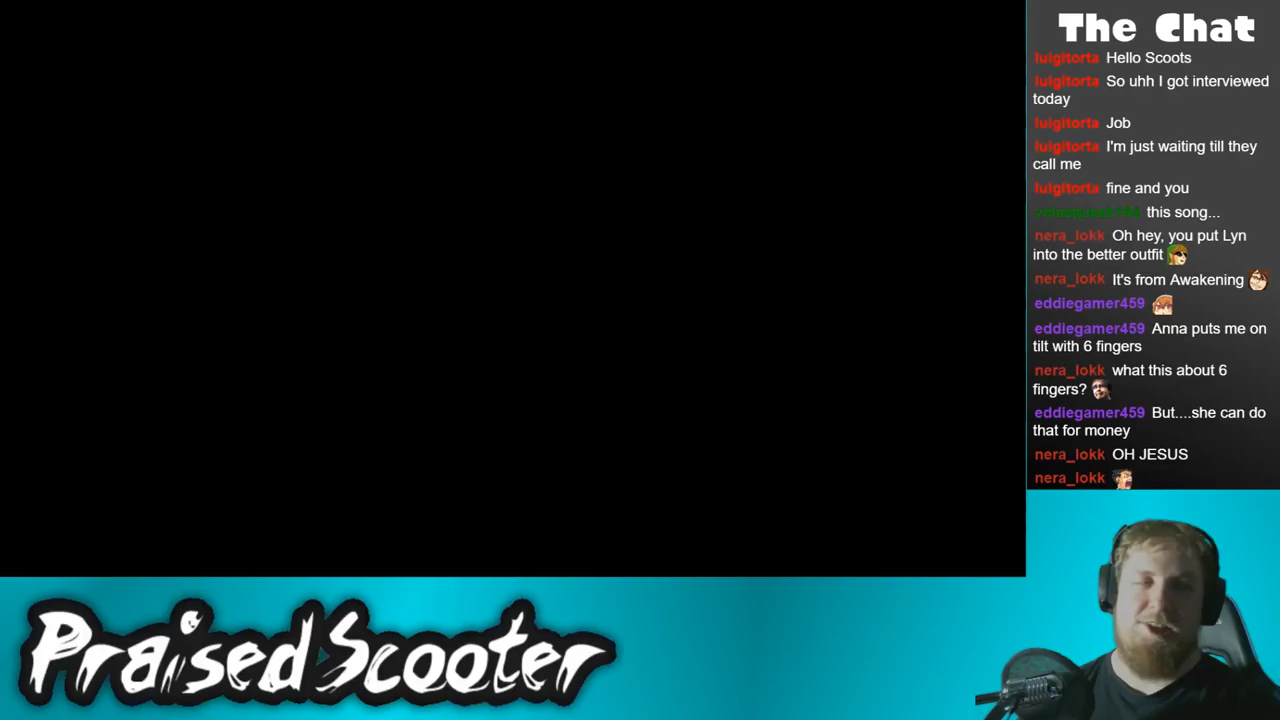 The Chat
luigitorta Hello Scoots
luigitorta So uhh I got interviewed
today
luigitorta Job
luigitorta I'm just waiting till they
call me
luigitorta fine and you
this song...
nera_lokk Oh hey, you put Lyn
into the better outfit
nera_lokk It's from Awakening
eddiegamer459
eddiegamer459 Anna puts me on
tilt with 6 fingers
nera_lokk what this about 6
fingers?
eddiegamer459 But....she can do
that for money
nera_lokk OH JESUS
nera_lokk
PraisedScooter